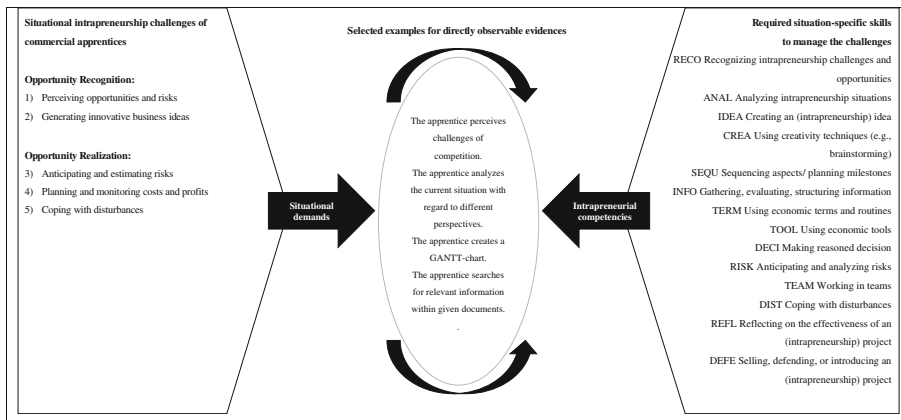 Situational intrapreneurship challenges of
commercial apprentices
Opportunity Recognition:
1) Perceiving opportunities and risks
2) Generating innovative business ideas
Opportunity Realization:
3) Anticipating and estimating risks
4) Planning and monitoring costs and profits
5) Coping with disturbances
Situational
demands
Selected examples for directly observable evidences
The apprentice perceives
challenges of
competition.
The apprentice analyzes
the current situation with
regard to different
perspectives.
The apprentice creates a
GANTT-chart.
The apprentice searches
for relevant information
within given documents.
.
Intrapreneurial
competencies
Required situation-specific skills
to manage the challenges
RECO Recognizing intrapreneurship challenges and
opportunities
ANAL Analyzing intrapreneurship situations
IDEA Creating an (intrapreneurship) idea
CREA Using creativity techniques (e.g.,
brainstorming)
SEQU Sequencing aspects/ planning milestones
INFO Gathering, evaluating, structuring information
TERM Using economic terms and routines
TOOL Using economic tools
DECI Making reasoned decision
RISK Anticipating and analyzing risks
TEAM Working in teams
DIST Coping with disturbances
REFL Reflecting on the effectiveness of an
(intrapreneurship) project
DEFE Selling, defending, or introducing an
(intrapreneurship) project